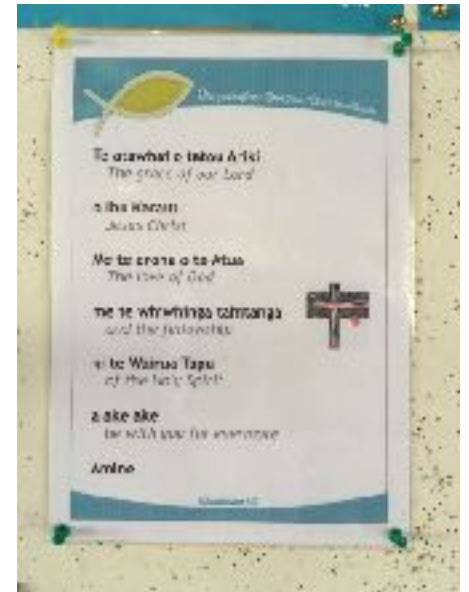 Te atawhai o tatou Ariki
The grace of our Lord
o Ihu Karaiti
Jesus Christ
Me te aroha o te Atua
The love of God
me te whiwhinga tahitanga
and the fellowship
ki te Wairua Tapu
of the Holy Spirit
a ake ake
be with you for evermore
Amine